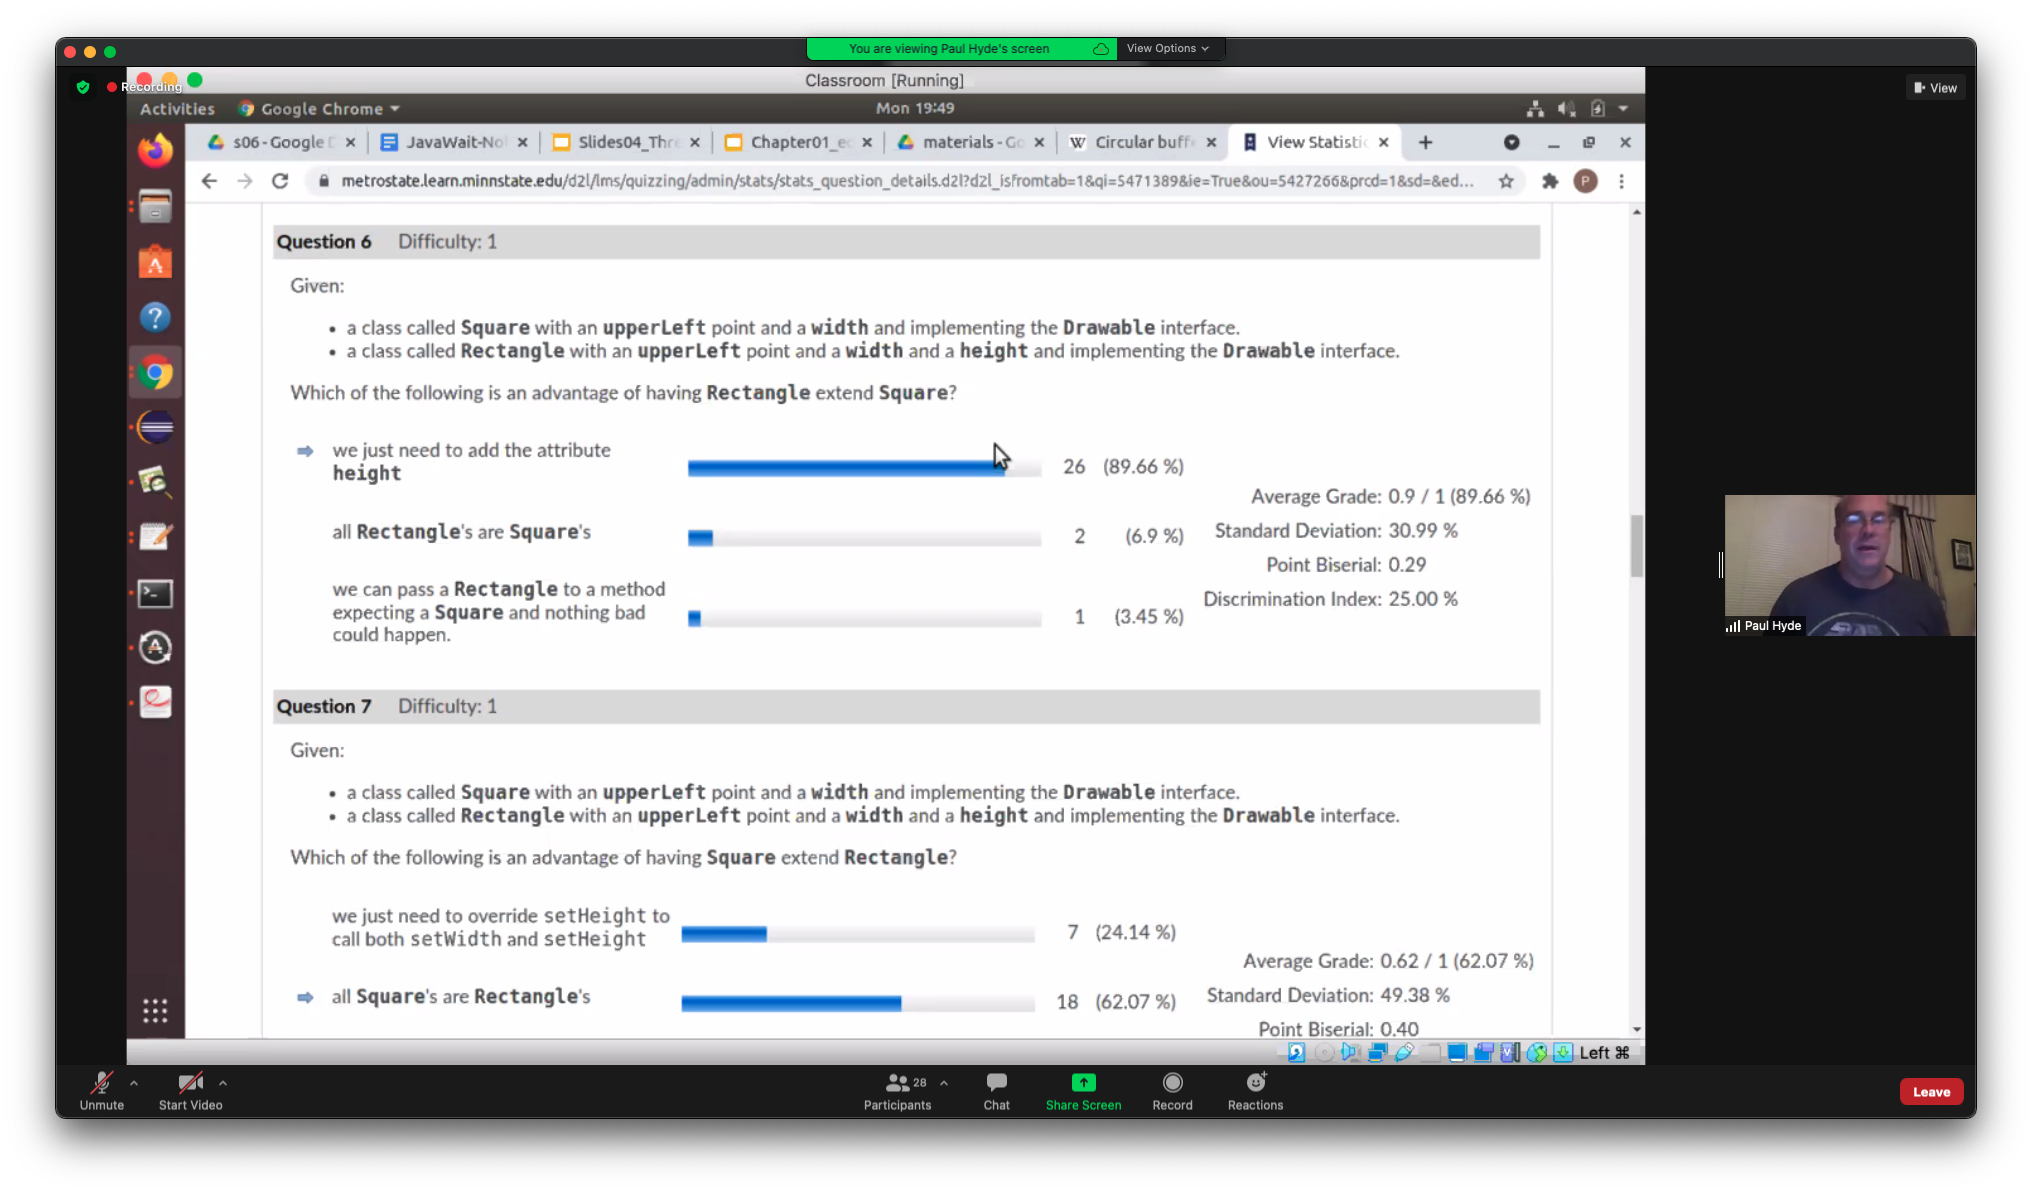 You are viewing Paul Hyde's screen
View Options
Classroom [Running]
Recording
View
Activities
Google Chrome
Mon 19:49
s06 - Google D
JavaWait-No
Slides04_Thre
Chapter01_ec
materials - Go
Circular buff
View Statistic
metrostate.learn.minnstate.edu/d2l/lms/quizzing/admin/stats/stats_question_details.d2l?d2l_isfromtab=1&qi=5471389&ie=True&ou=5427266&prcd=1&sd=&ed...
P
Question 6 Difficulty: 1
Given:
• a class called Square with an upperLeft point and a width and implementing the Drawable interface.
• a class called Rectangle with an upperLeft point and a width and a height and implementing the Drawable interface.
Which of the following is an advantage of having Rectangle extend Square?
we just need to add the attribute
height
26 (89.66 %)
Average Grade: 0.9 / 1 (89.66 %)
all Rectangle's are Square's
2 (6.9 %)
Standard Deviation: 30.99 %
Point Biserial: 0.29
we can pass a Rectangle to a method
expecting a Square and nothing bad
could happen.
1 (3.45 %)
Discrimination Index: 25.00 %
Paul Hyde
Question 7 Difficulty: 1
Given:
• a class called Square with an upperLeft point and a width and implementing the Drawable interface.
• a class called Rectangle with an upperLeft point and a width and a height and implementing the Drawable interface.
Which of the following is an advantage of having Square extend Rectangle?
we just need to override setHeight to
call both setWidth and setHeight
7 (24.14 %)
Average Grade: 0.62 / 1 (62.07 %)
all Square's are Rectangle's
18 (62.07 %)
Standard Deviation: 49.38 %
Point Biserial: 0.40
Left ⌘
Unmute
Start Video
28
Participants
Chat
Share Screen
Record
Reactions
Leave